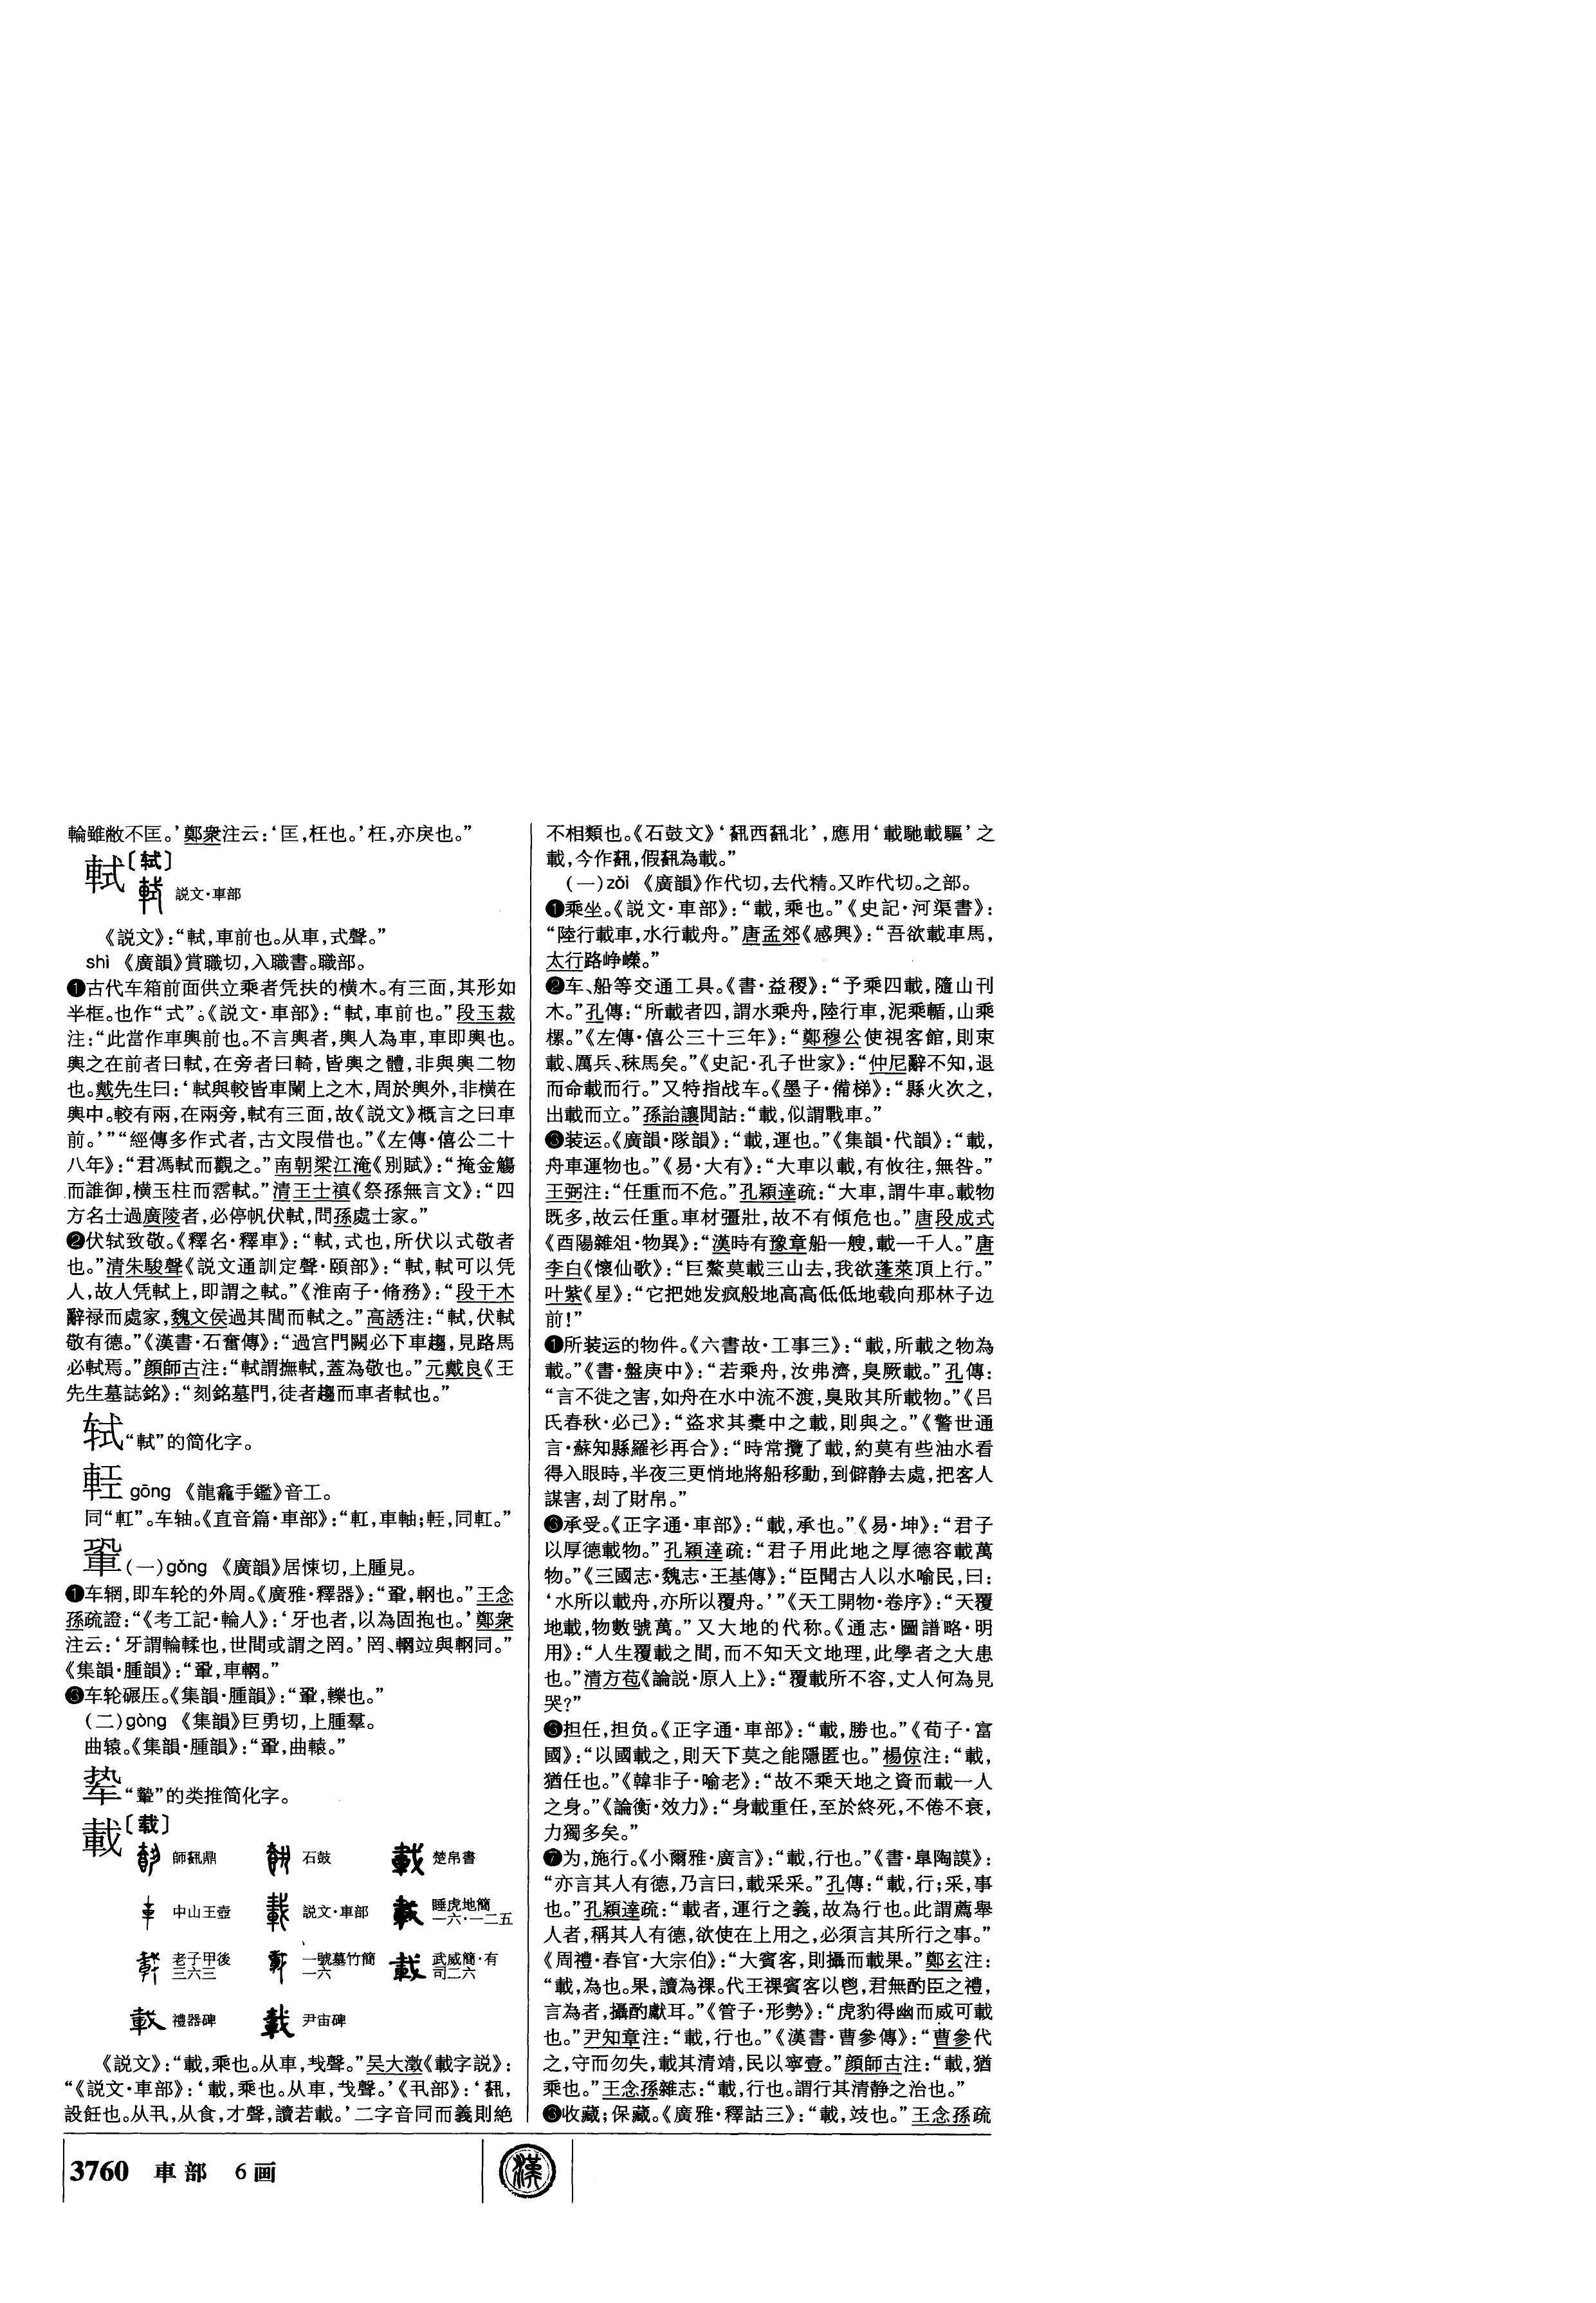 輪雖敝不匡。’鄭衆注云:‘匡,枉也。’枉,亦戾也。”
軾〔轼〕
説文·車部
《説文》:“軾,車前也。从車,式聲。”
shì 《廣韻》賞職切,入職書。職部。
❶古代车箱前面供立乘者凭扶的横木。有三面,其形如
半框。也作“式”。《説文·車部》:“軾,車前也。”段玉裁
注:“此當作車輿前也。不言輿者,輿人為車,車即輿也。
輿之在前者曰軾,在旁者曰輢,皆輿之體,非與輿二物
也。戴先生曰:‘軾與較皆車闌上之木,周於輿外,非横在
輿中。較有兩,在兩旁,軾有三面,故《説文》概言之曰車
前。’”“經傳多作式者,古文叚借也。”《左傳·僖公二十
八年》:“君馮軾而觀之。”南朝梁江淹《别賦》:“掩金觴
而誰御,横玉柱而霑軾。”清王士禛《祭孫無言文》:“四
方名士過廣陵者,必停帆伏軾,問孫處士家。”
❷伏轼致敬。《釋名·釋車》:“軾,式也,所伏以式敬者
也。”清朱駿聲《説文通訓定聲·頤部》:“軾,軾可以凭
人,故人凭軾上,即謂之軾。”《淮南子·脩務》:“段干木
辭禄而處家,魏文侯過其閭而軾之。”高誘注:“軾,伏軾
敬有德。”《漢書·石奮傳》:“過宫門闕必下車趨,見路馬
必軾焉。”顔師古注:“軾謂撫軾,蓋為敬也。”元戴良《王
先生墓誌銘》:“刻銘墓門,徒者趨而車者軾也。”
轼 “軾”的简化字。
軖 gōng 《龍龕手鑑》音工。
同“軠”。车轴。《直音篇·車部》:“軠,車軸;軖,同軠。”
鞏 (一)gǒng 《廣韻》居悚切,上腫見。
❶车辋,即车轮的外周。《廣雅·釋器》:“輁,輞也。”王念
孫疏證:“《考工記·輪人》:‘牙也者,以為固抱也。’鄭衆
注云:‘牙謂輪輮也,世間或謂之罔。’罔、輞竝與輞同。”
《集韻·腫韻》:“輁,車輞。”
❸车轮碾压。《集韻·腫韻》:“輁,轢也。”
(二)gòng 《集韻》巨勇切,上腫羣。
曲辕。《集韻·腫韻》:“輁,曲轅。”
𪠳 “蟄”的类推简化字。
載〔载〕
師𩛥鼎 石鼓 楚帛書
中山王壺 説文·車部 睡虎地簡一六·一二五
老子甲後三六三 一號墓竹簡一六 武威簡·有司二六
禮器碑 尹宙碑
《説文》:“載,乘也。从車,𢦏聲。”吴大澂《載字説》:
“《説文·車部》:‘載,乘也。从車,𢦏聲。’《丮部》:‘𩛥,
設飪也。从丮,从食,才聲,讀若載。’二字音同而義則絶
不相類也。《石鼓文》‘𩛥西𩛥北’,應用‘載馳載驅’之
載,今作𩛥,假𩛥為載。”
(一)zǎi 《廣韻》作代切,去代精。又昨代切。之部。
❶乘坐。《説文·車部》:“載,乘也。”《史記·河渠書》:
“陸行載車,水行載舟。”唐孟郊《感興》:“吾欲載車馬,
太行路峥嶸。”
❷车、船等交通工具。《書·益稷》:“予乘四載,隨山刊
木。”孔傳:“所載者四,謂水乘舟,陸行車,泥乘輴,山乘
樏。”《左傳·僖公三十三年》:“鄭穆公使視客館,則束
載、厲兵、秣馬矣。”《史記·孔子世家》:“仲尼辭不知,退
而命載而行。”又特指战车。《墨子·備梯》:“縣火次之,
出載而立。”孫詒讓閒詁:“載,似謂戰車。”
❸装运。《廣韻·隊韻》:“載,運也。”《集韻·代韻》:“載,
舟車運物也。”《易·大有》:“大車以載,有攸往,無咎。”
王弼注:“任重而不危。”孔穎達疏:“大車,謂牛車。載物
既多,故云任重。車材彊壯,故不有傾危也。”唐段成式
《酉陽雜俎·物異》:“漢時有豫章船一艘,載一千人。”唐
李白《懷仙歌》:“巨鰲莫載三山去,我欲蓬萊頂上行。”
叶紫《星》:“它把她发疯般地高高低低地载向那林子边
前!”
❶所装运的物件。《六書故·工事三》:“載,所載之物為
載。”《書·盤庚中》:“若乘舟,汝弗濟,臭厥載。”孔傳:
“言不徙之害,如舟在水中流不渡,臭敗其所載物。”《吕
氏春秋·必己》:“盜求其橐中之載,則與之。”《警世通
言·蘇知縣羅衫再合》:“時常攬了載,約莫有些油水看
得入眼時,半夜三更悄地將船移動,到僻静去處,把客人
謀害,刦了財帛。”
❸承受。《正字通·車部》:“載,承也。”《易·坤》:“君子
以厚德載物。”孔穎達疏:“君子用此地之厚德容載萬
物。”《三國志·魏志·王基傳》:“臣聞古人以水喻民,曰:
‘水所以載舟,亦所以覆舟。’”《天工開物·卷序》:“天覆
地載,物數號萬。”又大地的代称。《通志·圖譜略·明
用》:“人生覆載之間,而不知天文地理,此學者之大患
也。”清方苞《論説·原人上》:“覆載所不容,丈人何為見
哭?”
❸担任,担负。《正字通·車部》:“載,勝也。”《荀子·富
國》:“以國載之,則天下莫之能隱匿也。”楊倞注:“載,
猶任也。”《韓非子·喻老》:“故不乘天地之資而載一人
之身。”《論衡·效力》:“身載重任,至於終死,不倦不衰,
力獨多矣。”
❼为,施行。《小爾雅·廣言》:“載,行也。”《書·臯陶謨》:
“亦言其人有德,乃言曰,載采采。”孔傳:“載,行;采,事
也。”孔穎達疏:“載者,運行之義,故為行也。此謂薦舉
人者,稱其人有德,欲使在上用之,必須言其所行之事。”
《周禮·春官·大宗伯》:“大賓客,則攝而載果。”鄭玄注:
“載,為也。果,讀為祼。代王祼賓客以鬯,君無酌臣之禮,
言為者,攝酌獻耳。”《管子·形勢》:“虎豹得幽而威可載
也。”尹知章注:“載,行也。”《漢書·曹參傳》:“曹參代
之,守而勿失,載其清靖,民以寧壹。”顔師古注:“載,猶
乘也。”王念孫雜志:“載,行也。謂行其清静之治也。”
❸收藏;保藏。《廣雅·釋詁三》:“載,攱也。”王念孫疏
3760 車部 6画
漢